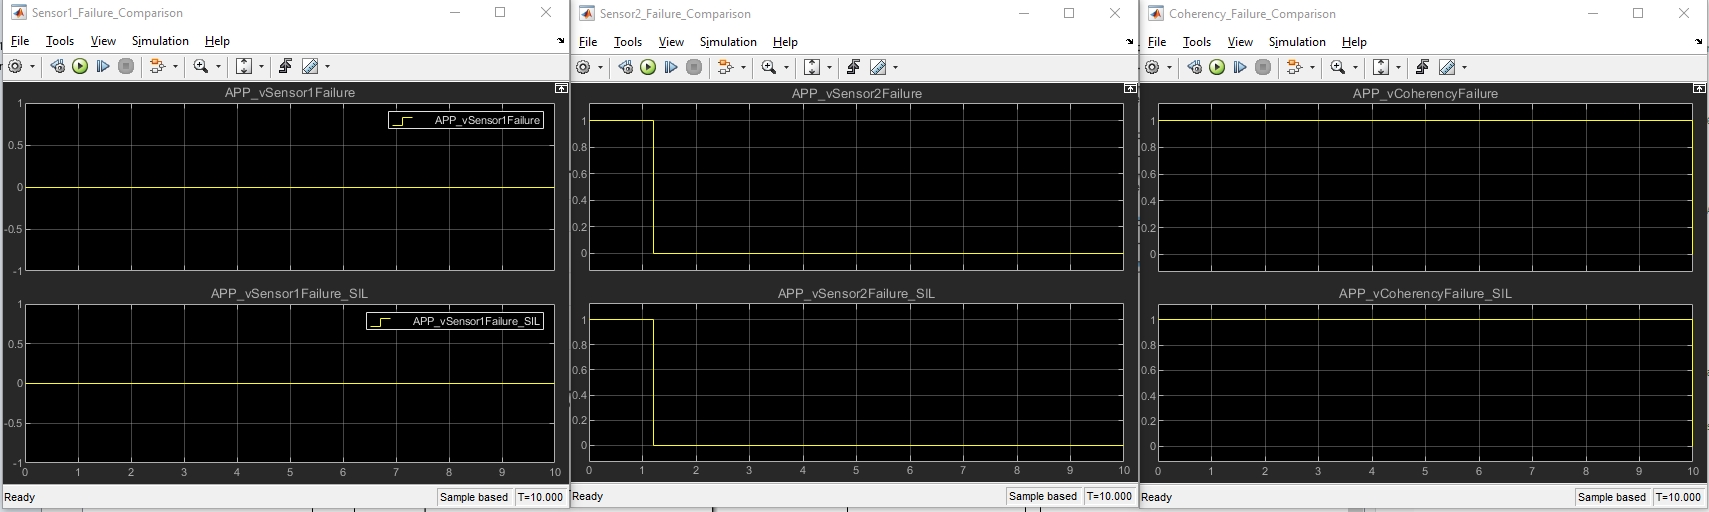 Sensor1_Failure_Comparison
File Tools View Simulation Help
APP_vSensor1Failure
APP_vSensor1Failure
1
0.5
0
-0.5
-1
APP_vSensor1Failure_SIL
APP_vSensor1Failure_SIL
1
0.5
0
-0.5
-1
0 1 2 3 4 5 6 7 8 9 10
Ready Sample based T=10.000
Sensor2_Failure_Comparison
File Tools View Simulation Help
APP_vSensor2Failure
1
0.8
0.6
0.4
0.2
0
APP_vSensor2Failure_SIL
1
0.8
0.6
0.4
0.2
0
0 1 2 3 4 5 6 7 8 9 10
Ready Sample based T=10.000
Coherency_Failure_Comparison
File Tools View Simulation Help
APP_vCoherencyFailure
1
0.8
0.6
0.4
0.2
0
APP_vCoherencyFailure_SIL
1
0.8
0.6
0.4
0.2
0
0 1 2 3 4 5 6 7 8 9 10
Ready Sample based T=10.000